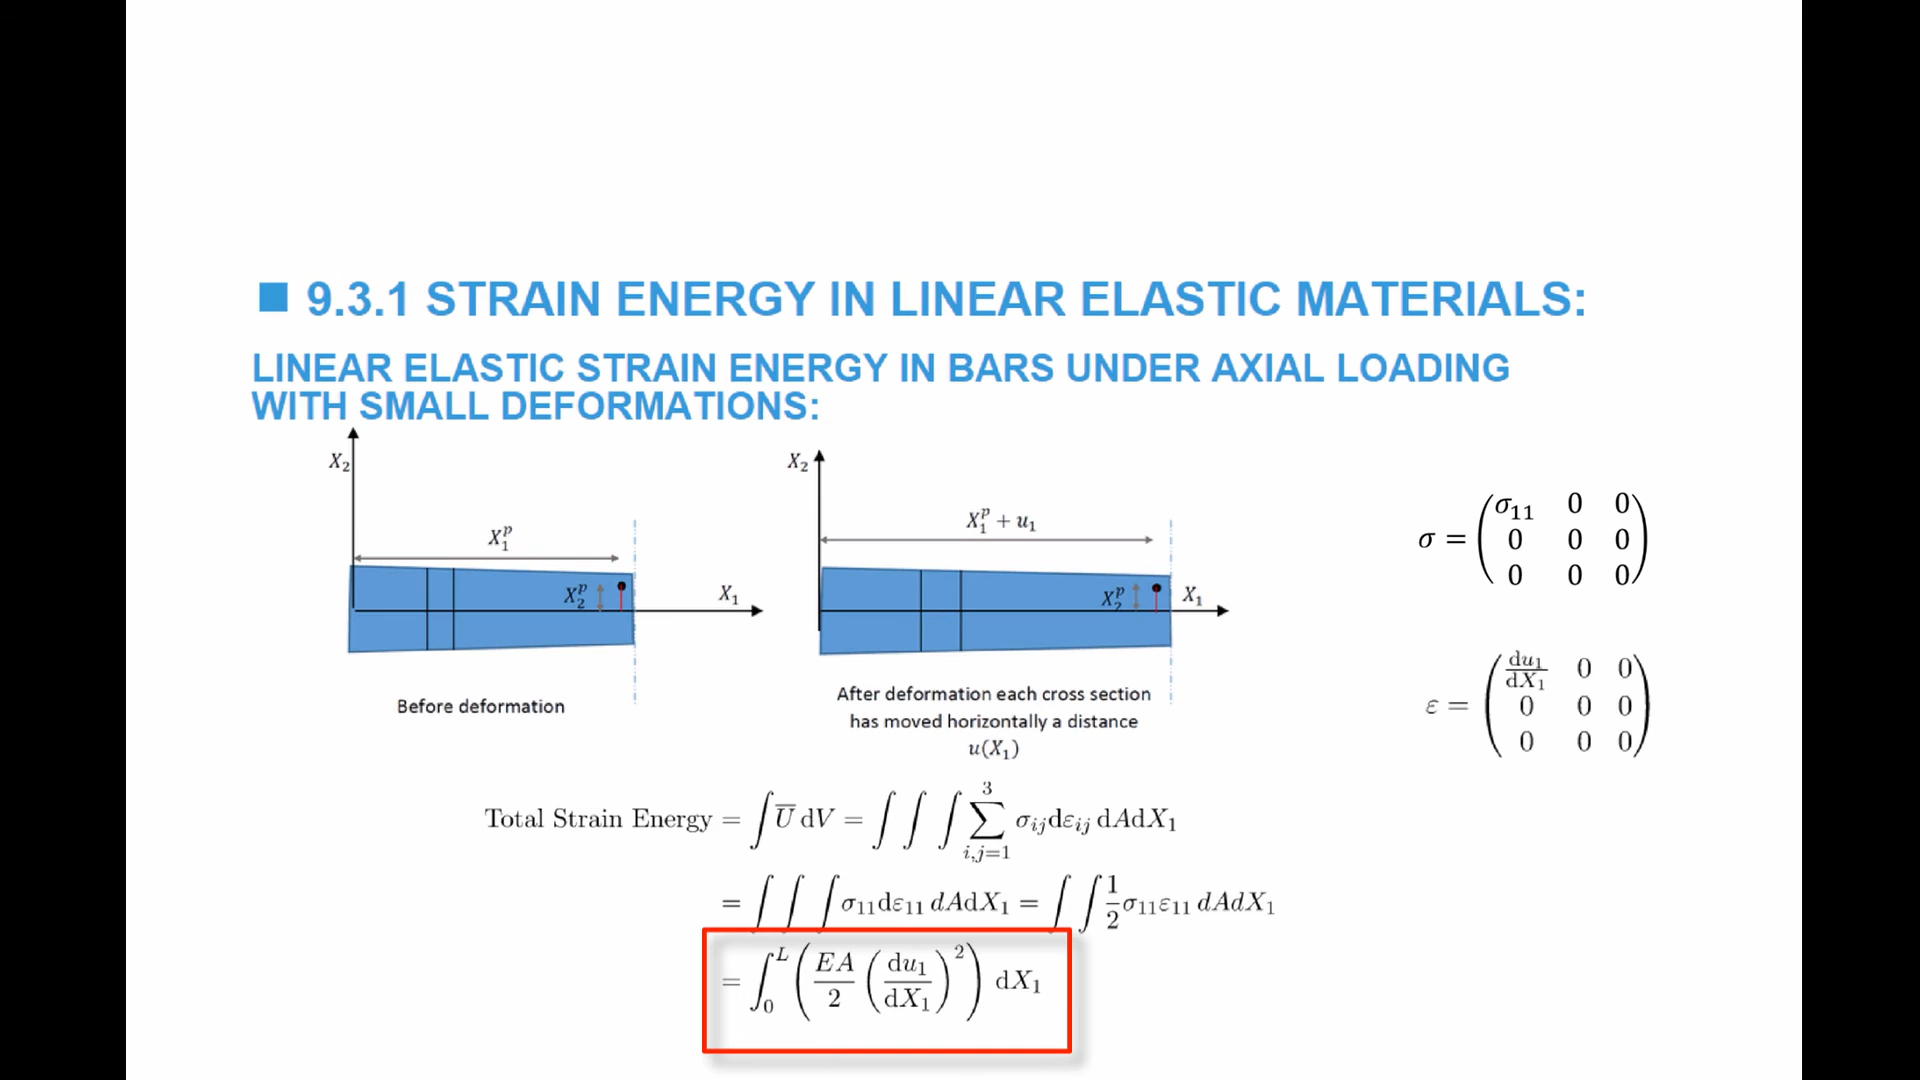 ■ 9.3.1 STRAIN ENERGY IN LINEAR ELASTIC MATERIALS:
LINEAR ELASTIC STRAIN ENERGY IN BARS UNDER AXIAL LOADING
WITH SMALL DEFORMATIONS:
X₂
X₁ᵖ
X₂ᵖ
X₁
Before deformation
X₂
X₁ᵖ + u₁
X₂ᵖ
X₁
After deformation each cross section
has moved horizontally a distance
u(X₁)
σ = (σ₁₁ 0 0
0 0 0
0 0 0)
ε = (du₁/dX₁ 0 0
0 0 0
0 0 0)
Total Strain Energy = ∫ U̅ dV = ∫ ∫ ∫ ∑³ᵢ,ⱼ₌₁ σᵢⱼdεᵢⱼ dAdX₁
= ∫ ∫ ∫ σ₁₁dε₁₁ dAdX₁ = ∫ ∫ 1/2 σ₁₁ε₁₁ dAdX₁
= ∫₀ᴸ (EA/2 (du₁/dX₁)²) dX₁